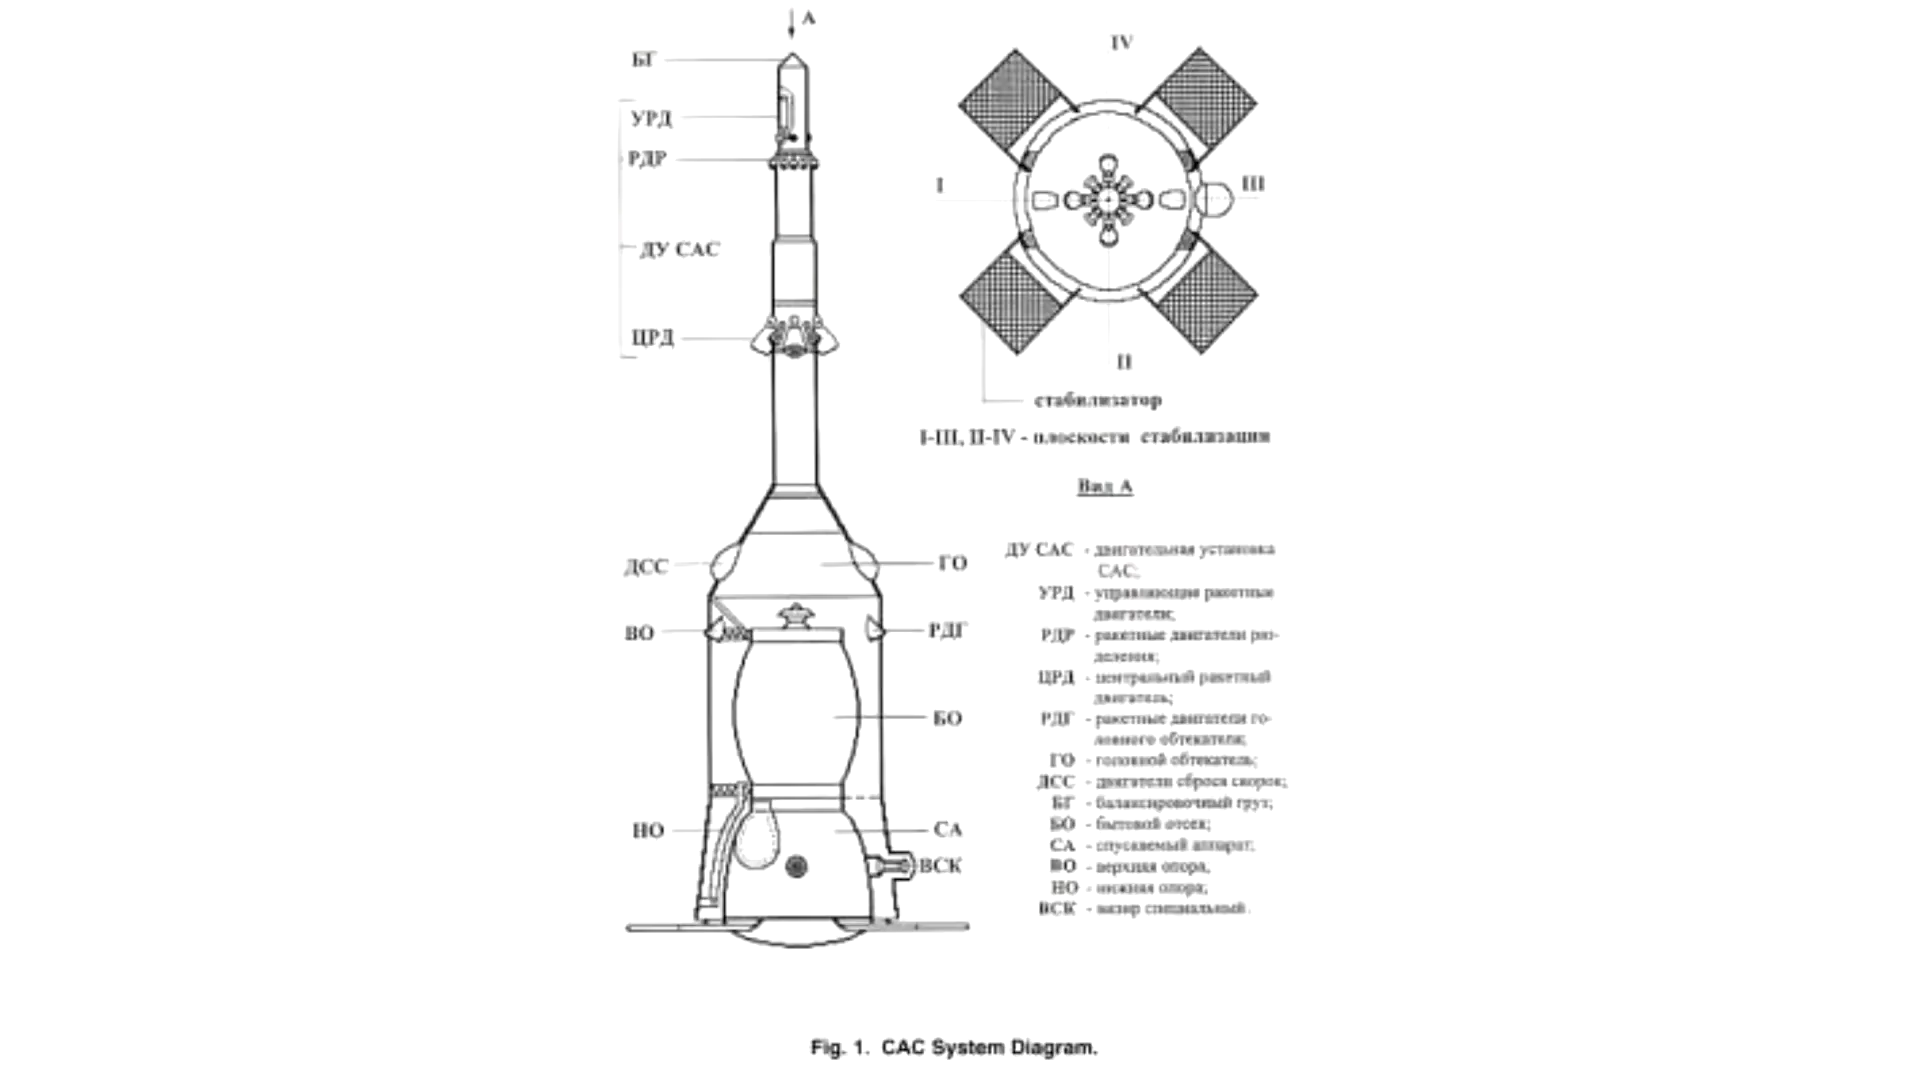 А
БГ
УРД
РДР
ДУ САС
ЦРД
ДСС
ГО
ВО
РДГ
БО
НО
СА
ВСК
IV
I
III
II
стабилизатор
I-III, II-IV - плоскости стабилизации
Вид А
ДУ САС - двигательная установка
САС;
УРД - управляющие ракетные
двигатели;
РДР - ракетные двигатели раз-
деления;
ЦРД - центральный ракетный
двигатель;
РДГ - ракетные двигатели го-
ловного обтекателя;
ГО - головной обтекатель;
ДСС - двигатели сброса створок;
БГ - балансировочный груз;
БО - бытовой отсек;
СА - спускаемый аппарат;
ВО - верхняя опора,
НО - нижняя опора;
ВСК - визир специальный.
Fig. 1. CAC System Diagram.